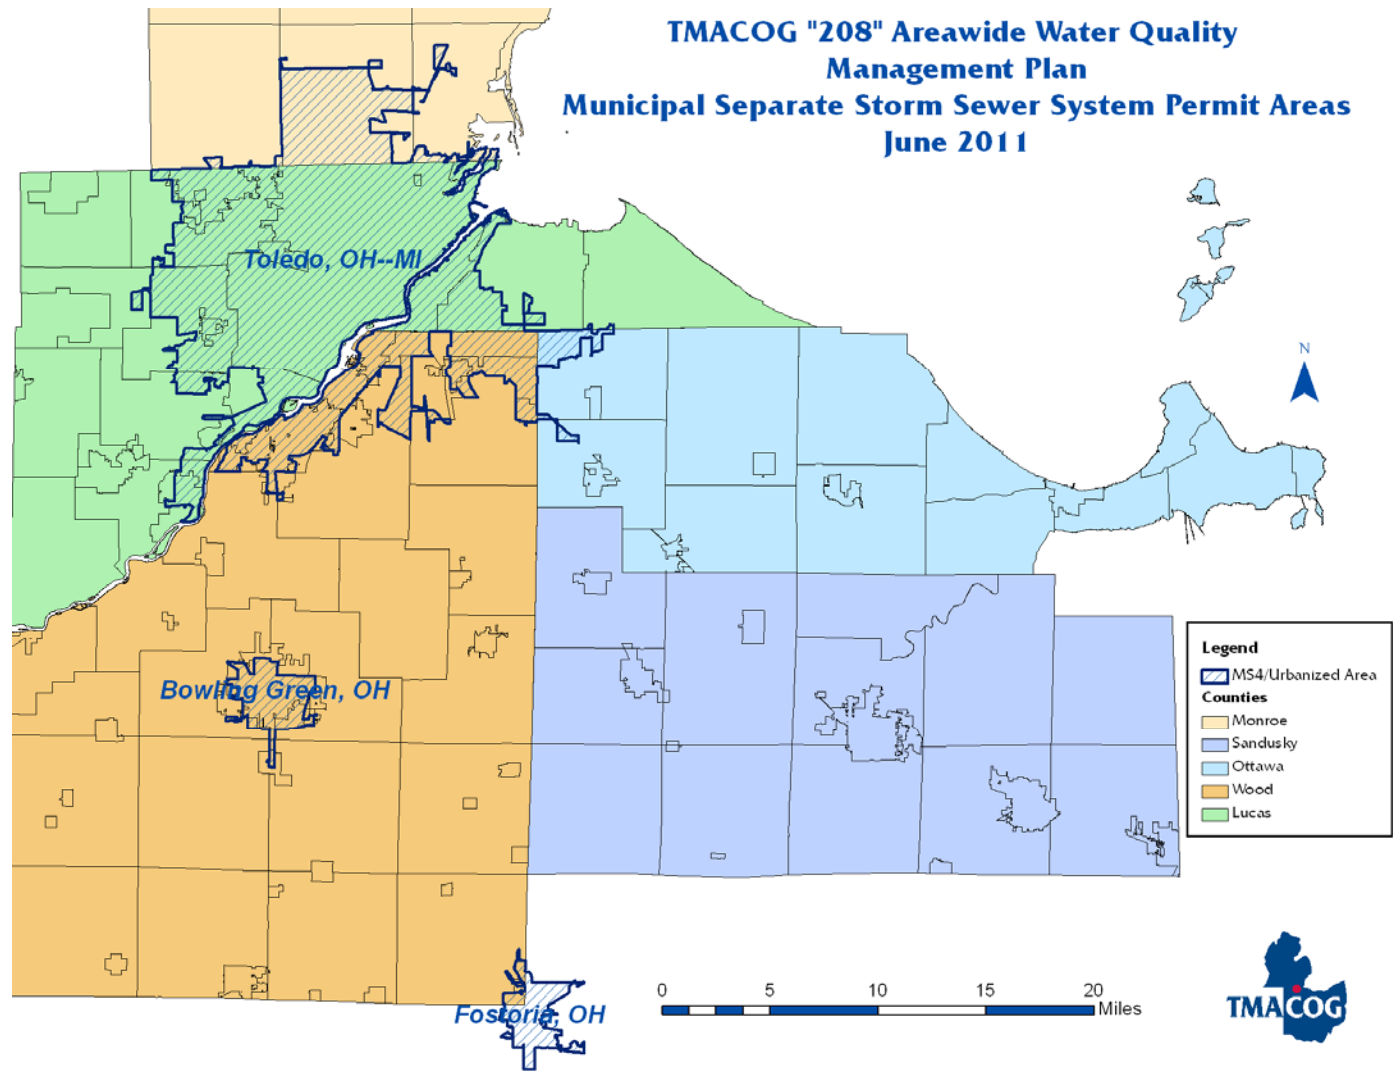 TMACOG "208" Areawide Water Quality
Management Plan
Municipal Separate Storm Sewer System Permit Areas
June 2011
Toledo, OH--MI
N
Bowling Green, OH
Legend
MS4/Urbanized Area
Counties
Monroe
Sandusky
Ottawa
Wood
Lucas
Fostoria, OH
0 5 10 15 20
Miles
TMACOG